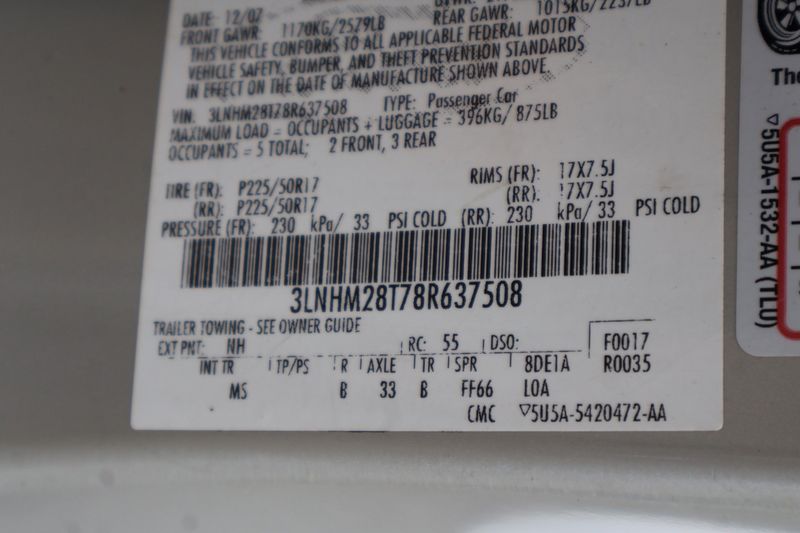 DATE: 12/07
REAR GAWR: 1015KG/2237LB
FRONT GAWR: 1170KG/2579LB
THIS VEHICLE CONFORMS TO ALL APPLICABLE FEDERAL MOTOR
VEHICLE SAFETY, BUMPER, AND THEFT PREVENTION STANDARDS
IN EFFECT ON THE DATE OF MANUFACTURE SHOWN ABOVE.
VIN: 3LNHM28T78R637508 TYPE: Passenger Car
MAXIMUM LOAD = OCCUPANTS + LUGGAGE = 396KG/ 875LB
OCCUPANTS = 5 TOTAL; 2 FRONT, 3 REAR
TIRE (FR): P225/50R17 RIMS (FR): 17X7.5J
(RR): P225/50R17 (RR): 17X7.5J
PRESSURE (FR): 230 kPa/ 33 PSI COLD (RR): 230 kPa/ 33 PSI COLD
3LNHM28T78R637508
TRAILER TOWING - SEE OWNER GUIDE
EXT PNT: NH RC: 55 DSO: F0017
INT TR TP/PS R AXLE TR SPR 8DE1A R0035
MS B 33 B FF66 L0A
CMC ▽5U5A-5420472-AA
The
▽5U5A-1532-AA (TLU)